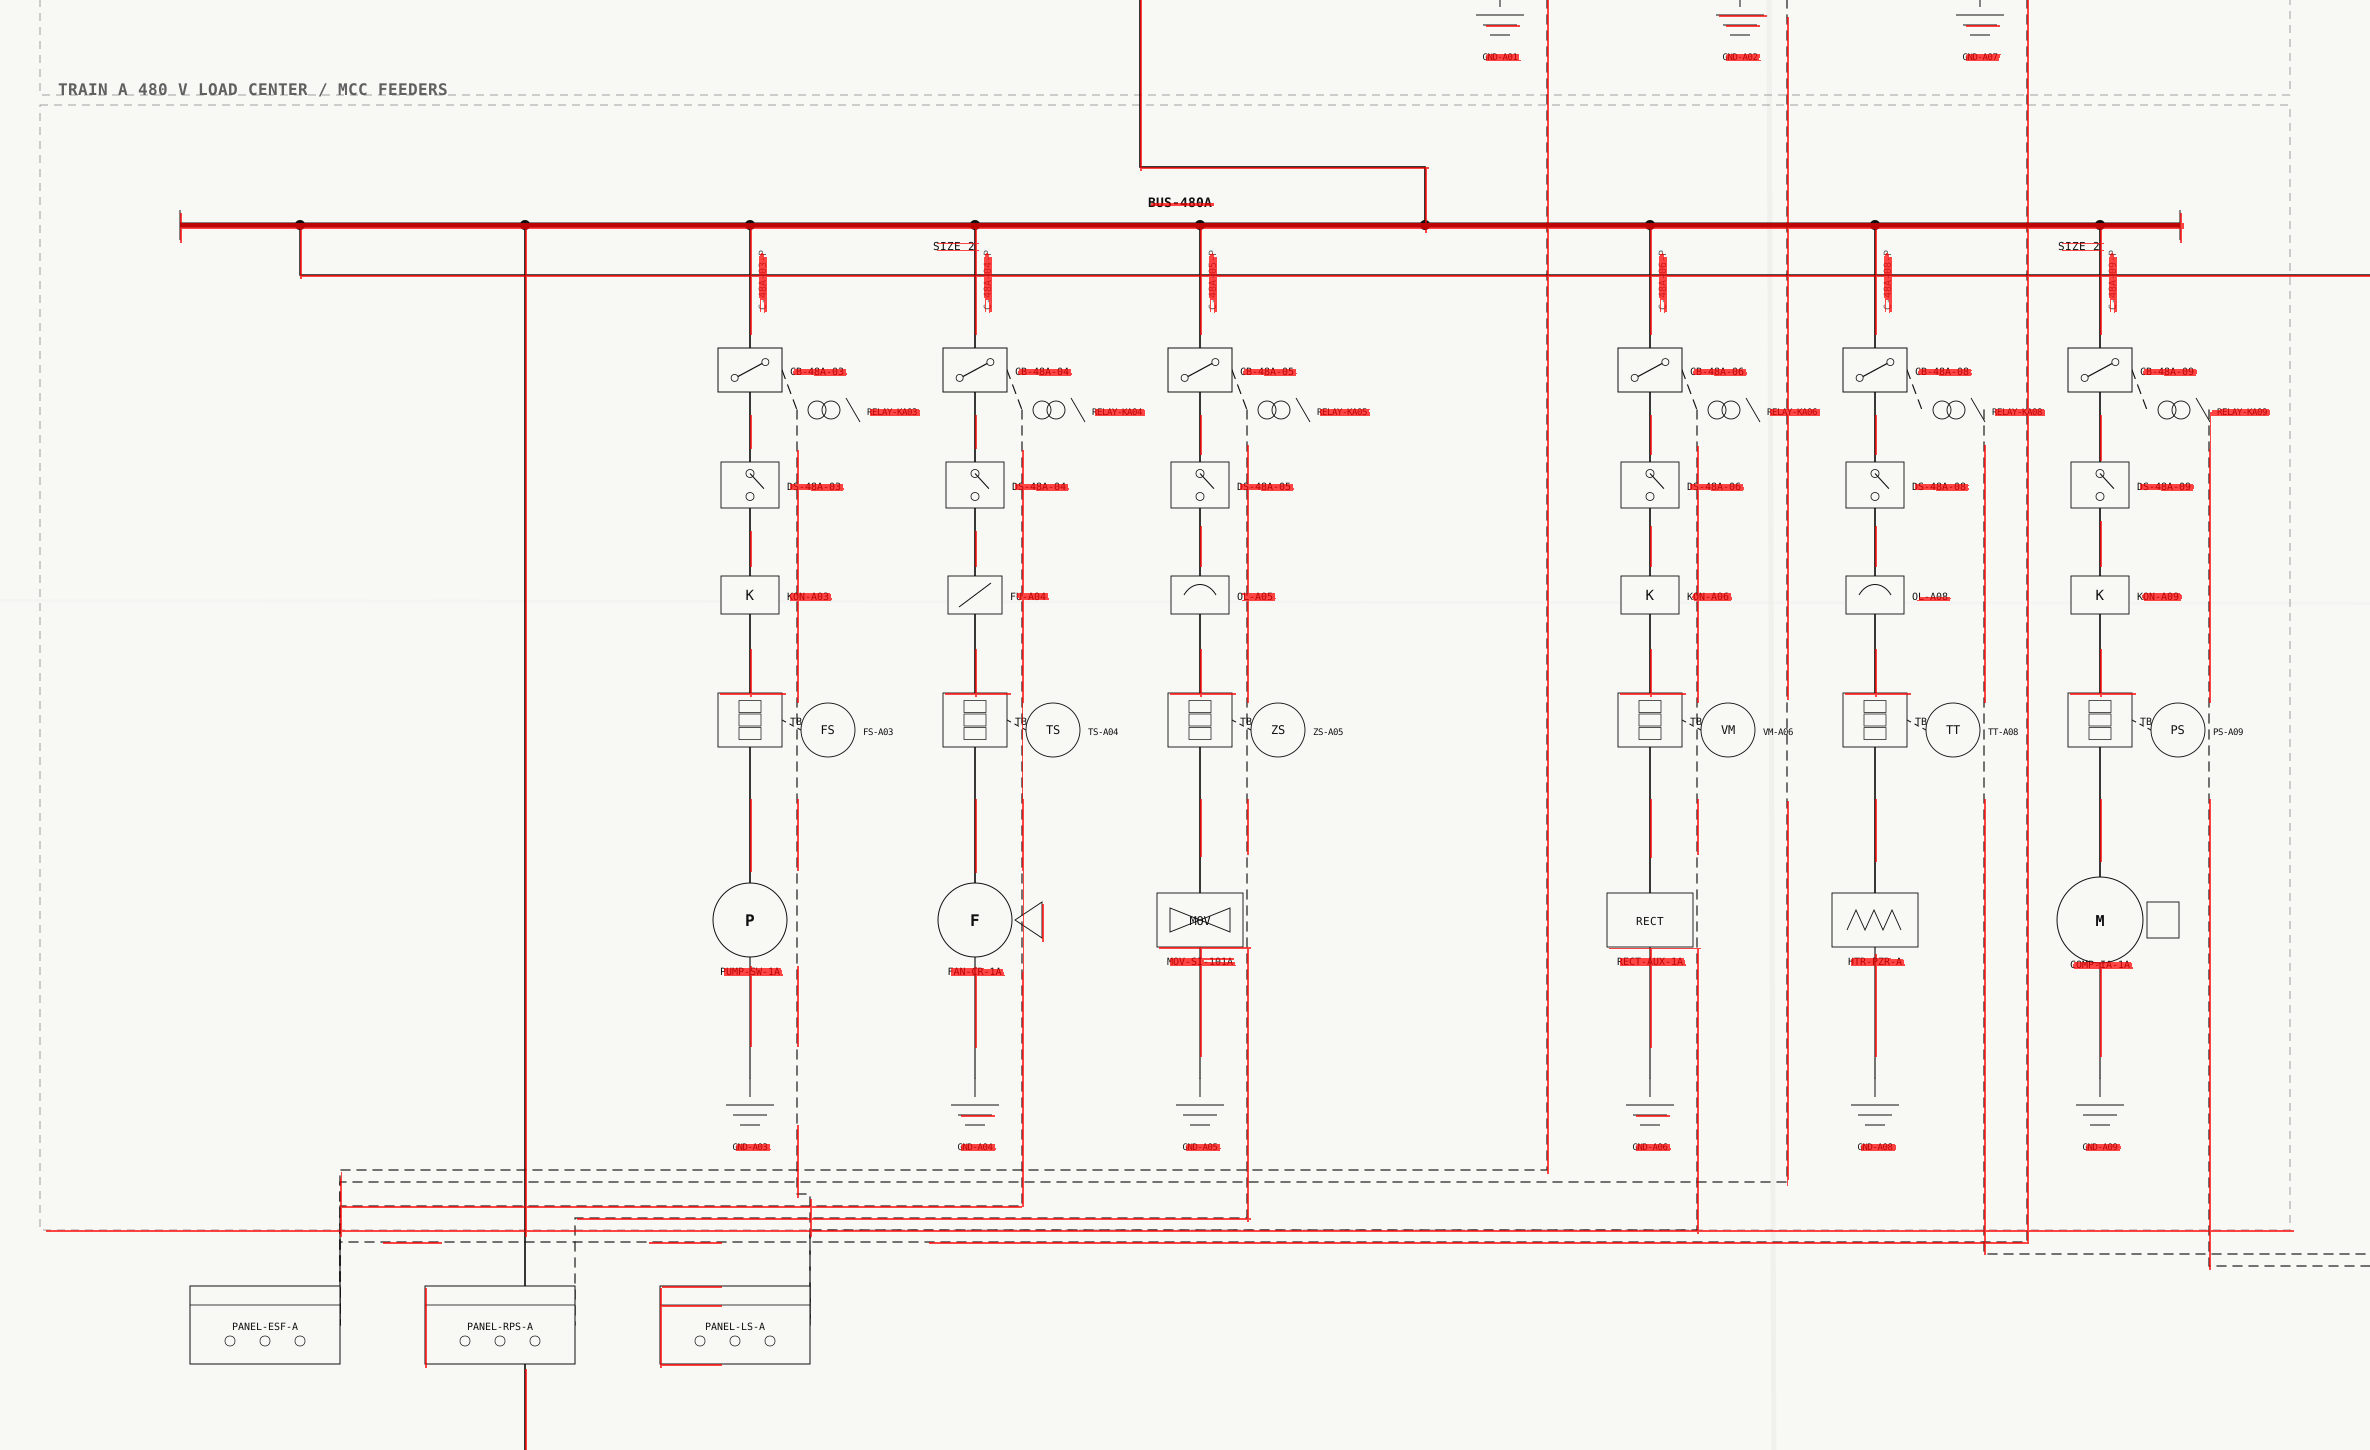 GND-A01
GND-A02
GND-A07
TRAIN A 480 V LOAD CENTER / MCC FEEDERS
BUS-480A
SIZE 2
SIZE 2
CB-48A-03
CB-48A-04
CB-48A-05
CB-48A-06
CB-48A-08
CB-48A-09
RELAY-KA03
RELAY-KA04
RELAY-KA05
RELAY-KA06
RELAY-KA08
RELAY-KA09
DS-48A-03
DS-48A-04
DS-48A-05
DS-48A-06
DS-48A-08
DS-48A-09
K
KON-A03
FU-A04
OL-A05
K
KON-A06
OL-A08
K
KON-A09
TB
FS
FS-A03
TB
TS
TS-A04
TB
ZS
ZS-A05
TB
VM
VM-A06
TB
TT
TT-A08
TB
PS
PS-A09
P
F
MOV
RECT
M
PUMP-SW-1A
FAN-CR-1A
MOV-SI-101A
RECT-AUX-1A
HTR-PZR-A
COMP-IA-1A
GND-A03
GND-A04
GND-A05
GND-A06
GND-A08
GND-A09
PANEL-ESF-A
PANEL-RPS-A
PANEL-LS-A